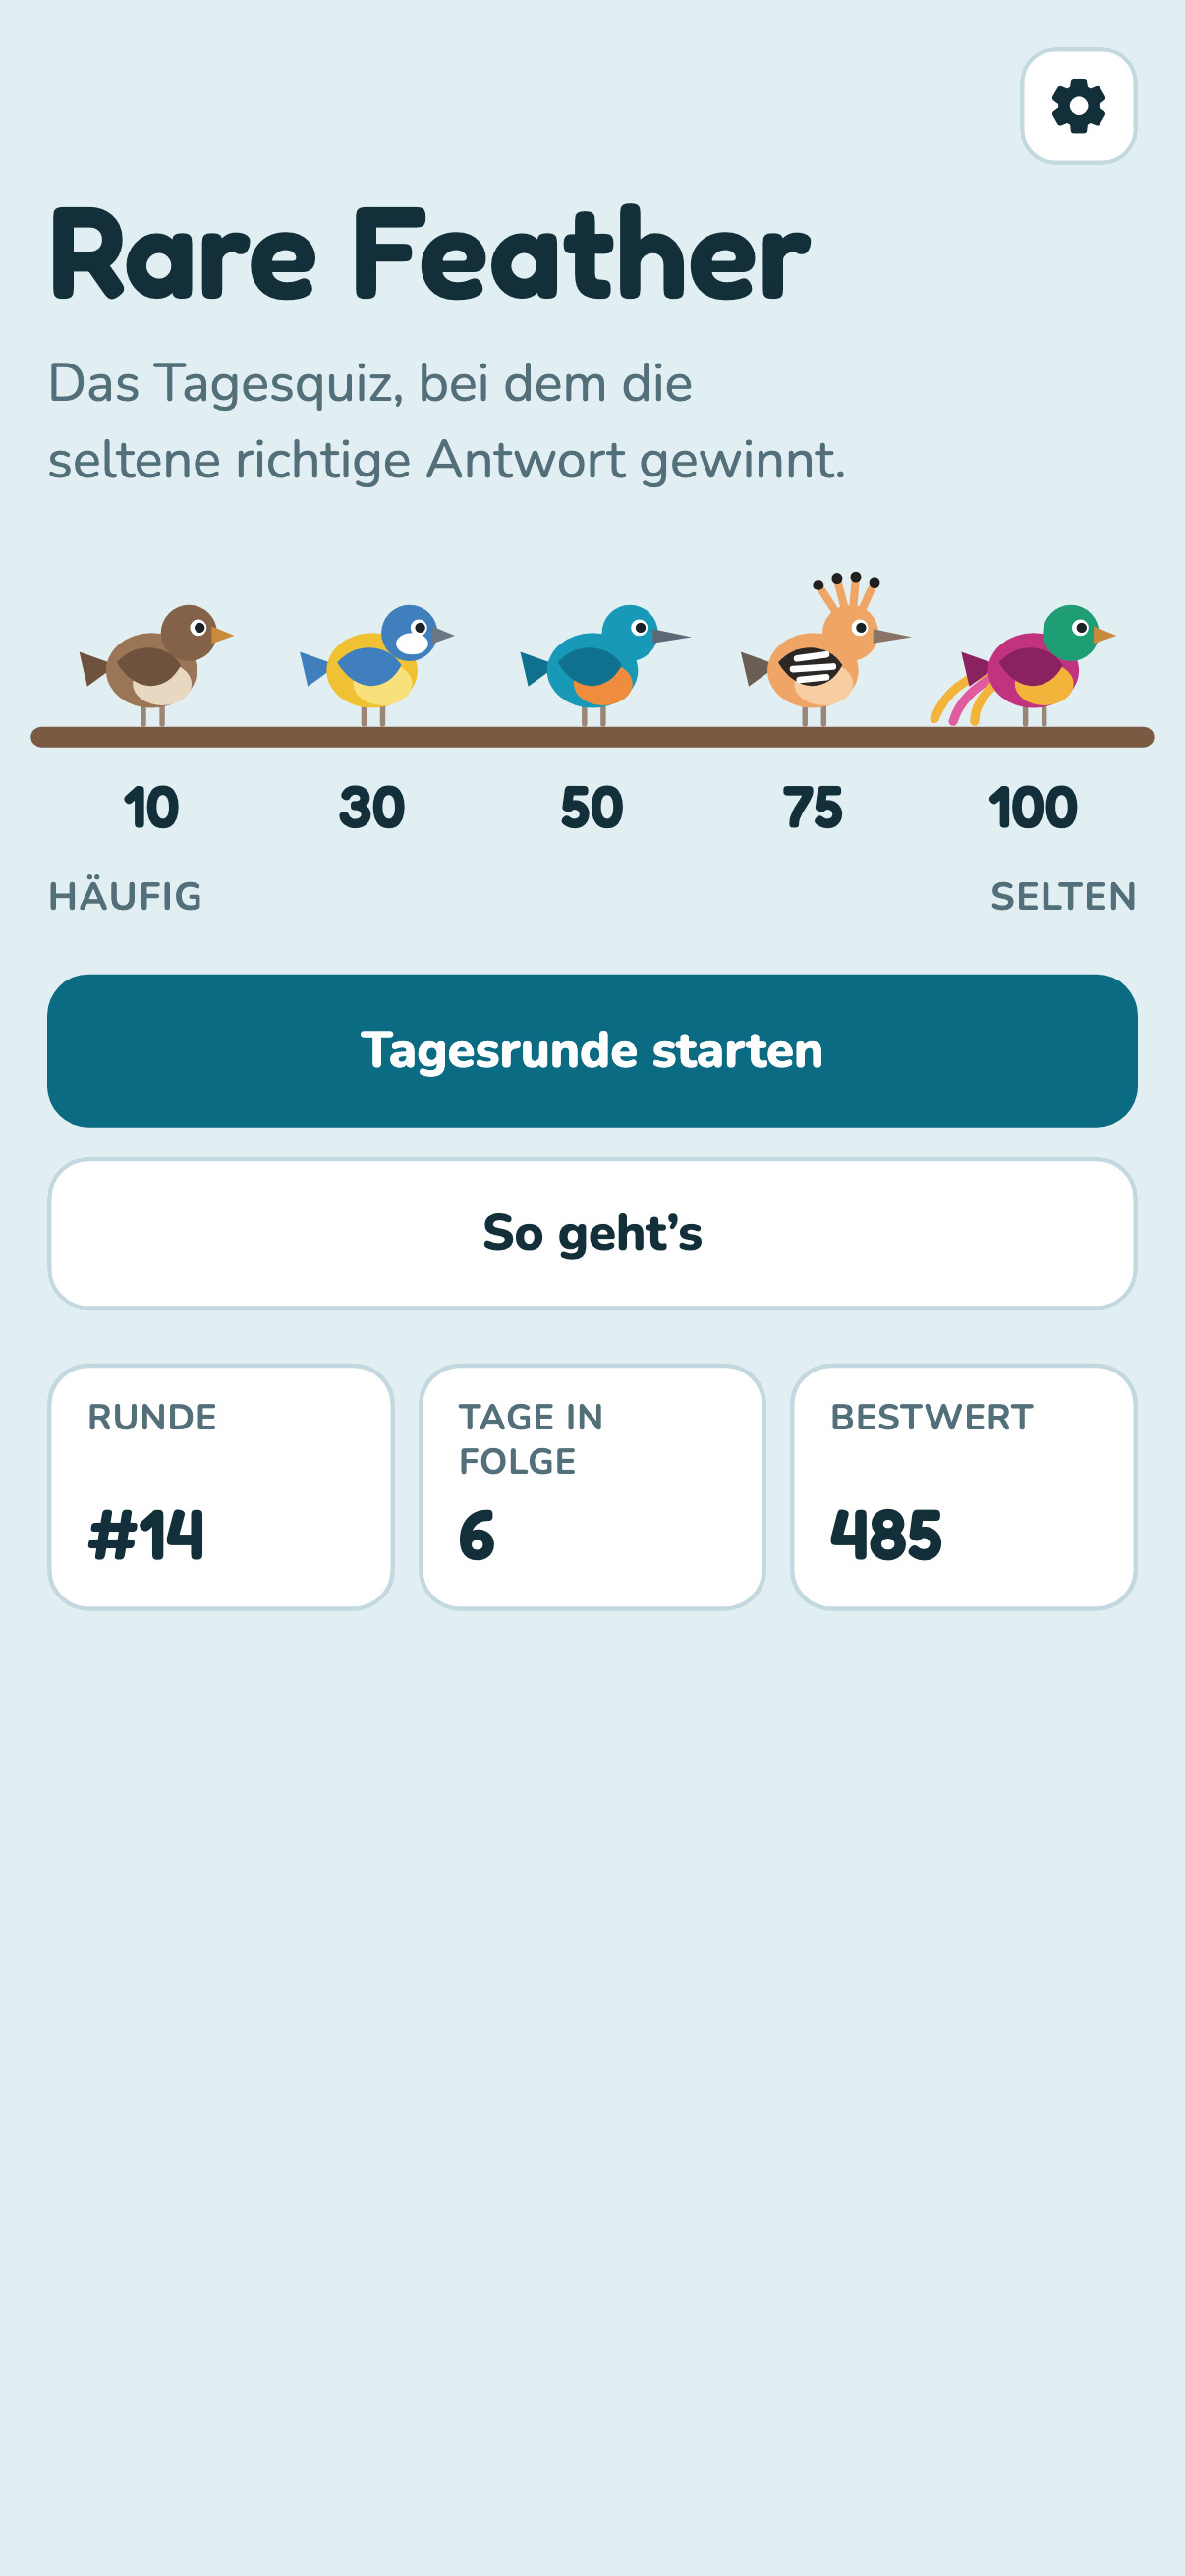 Rare Feather
Das Tagesquiz, bei dem die
seltene richtige Antwort gewinnt.
10 30 50 75 100
HÄUFIG SELTEN
Tagesrunde starten
So geht’s
RUNDE
#14
TAGE IN
FOLGE
6
BESTWERT
485